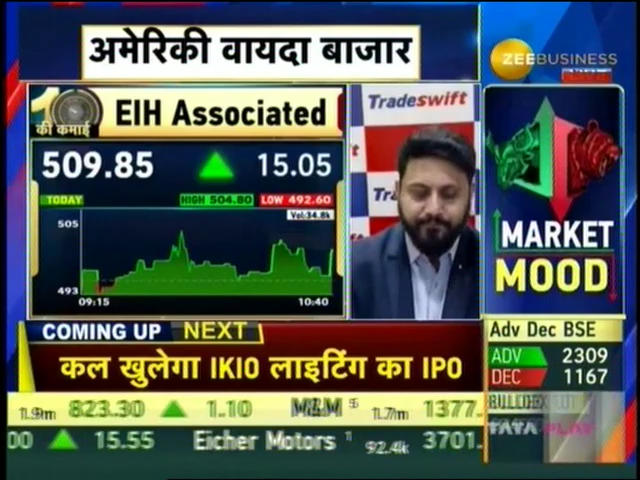 अमेरिकी वायदा बाजार
ZEE BUSINESS
की कमाई
EIH Associated
509.85 15.05
TODAY HIGH 504.80 LOW 492.60
Vol:34.8k
505
493
09:15 10:40
Tradeswift
Tradeswift
MARKET
MOOD
COMING UP NEXT
कल खुलेगा IKIO लाइटिंग का IPO
Adv Dec BSE
ADV 2309
DEC 1167
1.9m 823.30 1.10 M&M 1.7m 1377.
00 15.55 Eicher Motors 92.4k 3701.
TATA PLAY